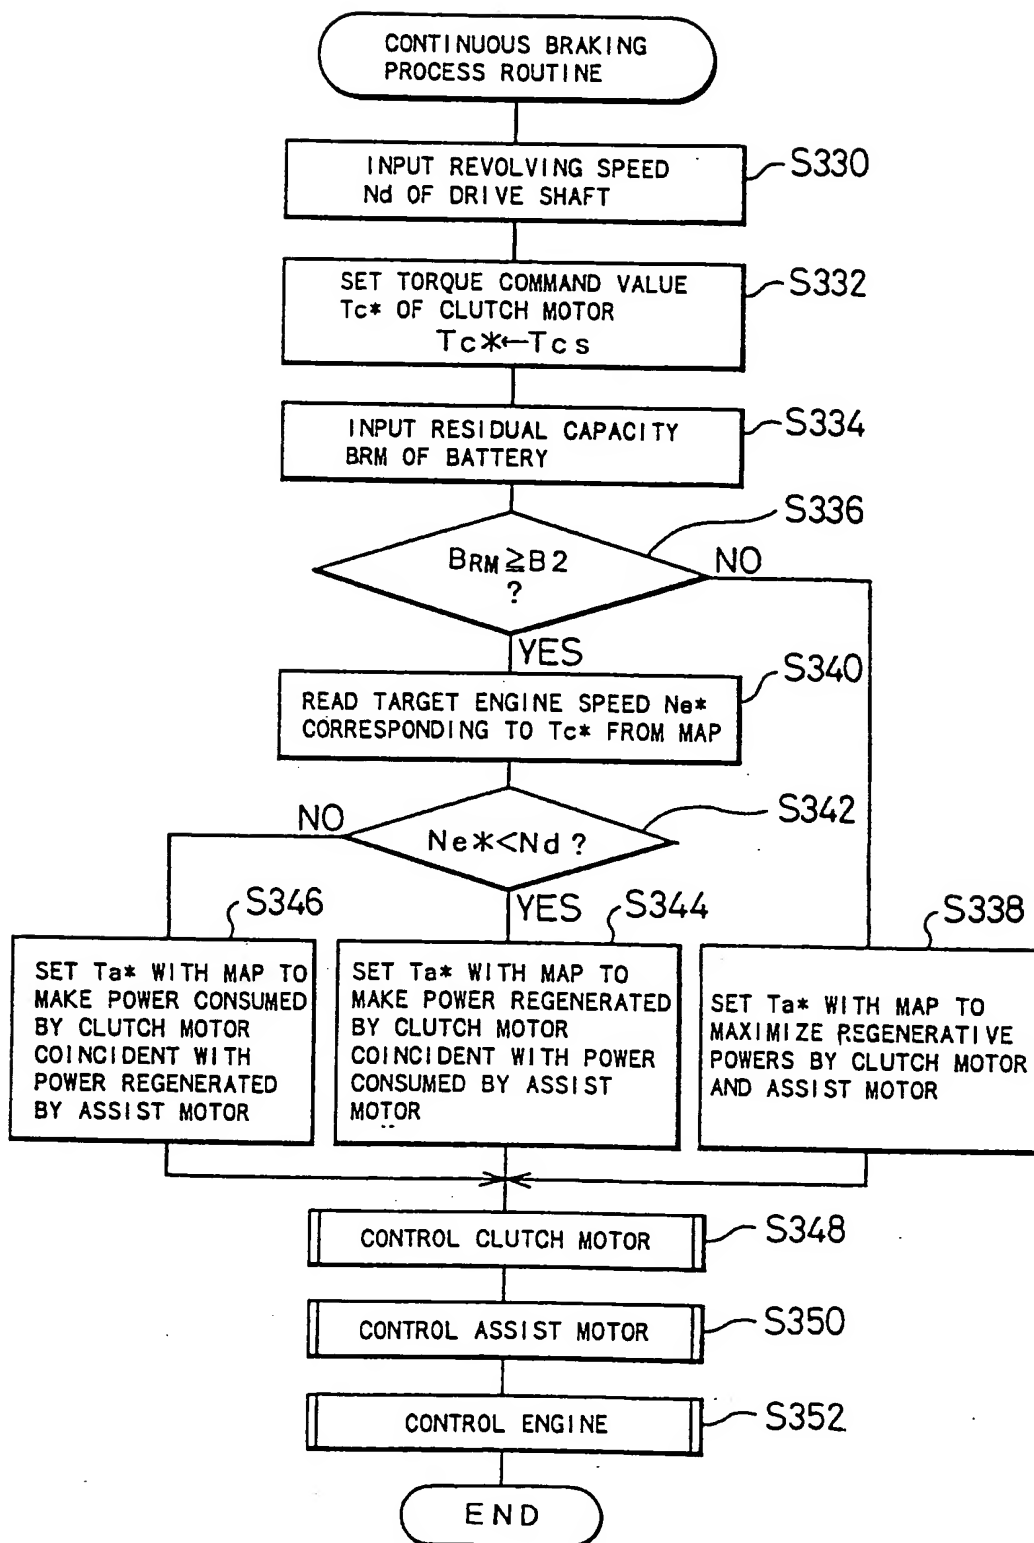 CONTINUOUS BRAKING
PROCESS ROUTINE
INPUT REVOLVING SPEED
Nd OF DRIVE SHAFT
S330
SET TORQUE COMMAND VALUE
Tc* OF CLUTCH MOTOR
Tc*←Tcs
S332
INPUT RESIDUAL CAPACITY
BRM OF BATTERY
S334
BRM≧B2
?
S336
NO
YES
READ TARGET ENGINE SPEED Ne*
CORRESPONDING TO Tc* FROM MAP
S340
Ne*<Nd?
S342
NO
YES
S346
SET Ta* WITH MAP TO
MAKE POWER CONSUMED
BY CLUTCH MOTOR
COINCIDENT WITH
POWER REGENERATED
BY ASSIST MOTOR
S344
SET Ta* WITH MAP TO
MAKE POWER REGENERATED
BY CLUTCH MOTOR
COINCIDENT WITH POWER
CONSUMED BY ASSIST
MOTOR
S338
SET Ta* WITH MAP TO
MAXIMIZE REGENERATIVE
POWERS BY CLUTCH MOTOR
AND ASSIST MOTOR
CONTROL CLUTCH MOTOR
S348
CONTROL ASSIST MOTOR
S350
CONTROL ENGINE
S352
END